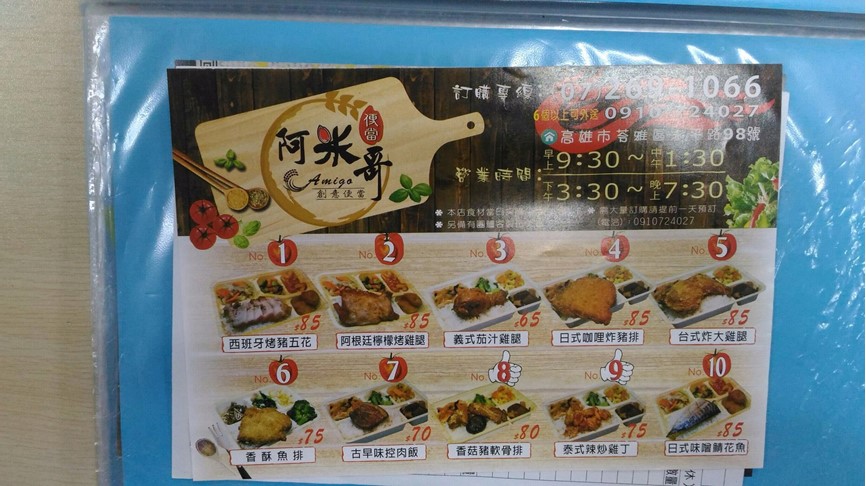 便當
阿米哥
Amigo
創意便當
訂購專線:07 269-1066
6個以上可外送 0910724027
高雄市苓雅區 路98號
營業時間:
早上 9:30~中午 1:30
下午 3:30~晚上 7:30
本店食材當日
大量訂購請提前一天預訂
另備有
0910724027
No. 1
No. 2
No. 3
No. 4
No. 5
$85
$85
$65
$85
$85
西班牙烤豬五花
阿根廷檸檬烤雞腿
義式茄汁雞腿
日式咖哩炸豬排
台式炸大雞腿
No. 6
No. 7
No. 8
No. 9
No. 10
$75
$70
$80
$75
$85
香酥魚排
古早味控肉飯
香菇豬軟骨排
泰式辣炒雞丁
日式味噌鯖花魚